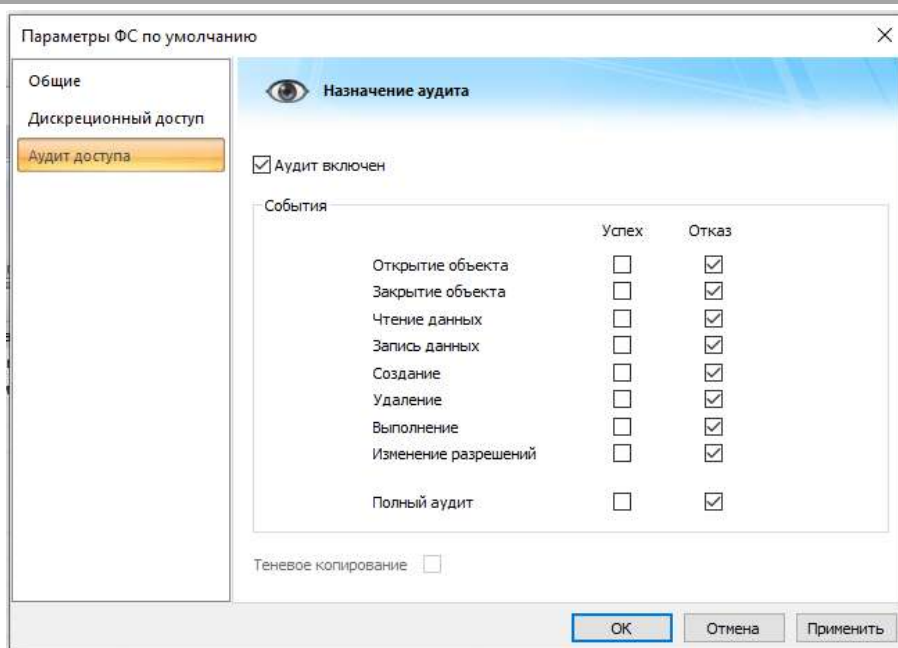 Параметры ФС по умолчанию
Общие
Дискреционный доступ
Аудит доступа
Назначение аудита
Аудит включен
События
Успех Отказ
Открытие объекта
Закрытие объекта
Чтение данных
Запись данных
Создание
Удаление
Выполнение
Изменение разрешений
Полный аудит
Теневое копирование
ОК Отмена Применить